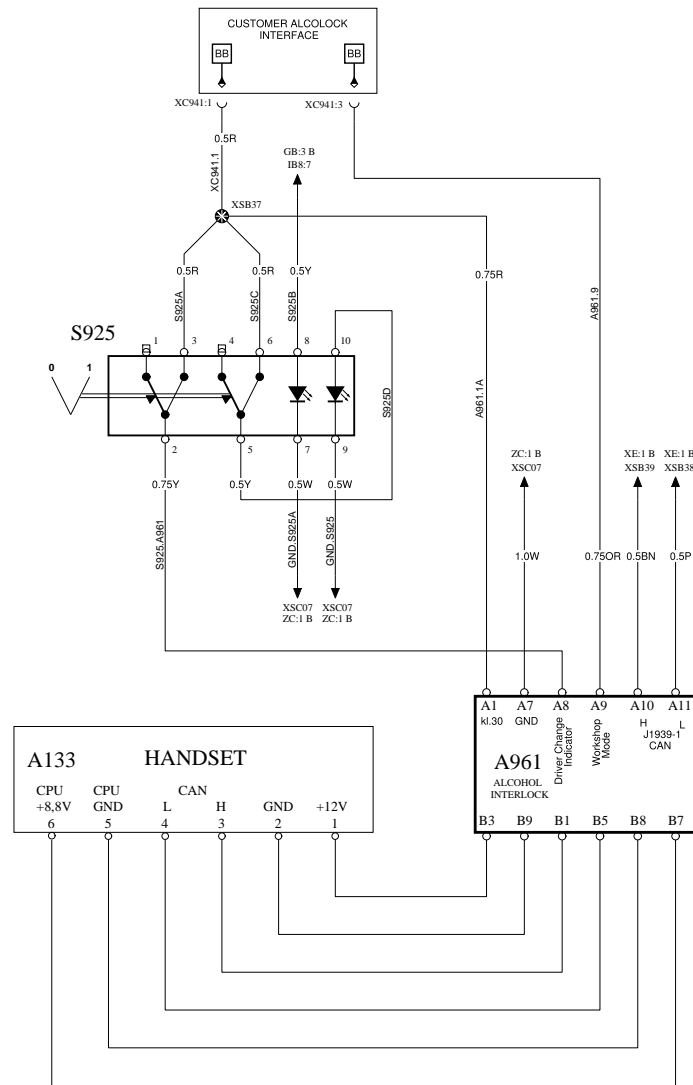 CUSTOMER ALCOLOCK
INTERFACE
BB
BB
XC941:1
XC941:3
0.5R
XC941.1
GB:3 B
IB8:7
XSB37
0.5R
0.5R
0.5Y
0.75R
S925A
S925C
S925B
A961.9
S925
1
3
4
6
8
10
0
1
S925D
A961.1A
2
5
7
9
ZC:1 B
XSC07
XE:1 B
XSB39
XE:1 B
XSB38
0.75Y
0.5Y
0.5W
0.5W
S925.A961
GND.S925A
GND.S925
1.0W
0.75OR
0.5BN
0.5P
XSC07
ZC:1 B
XSC07
ZC:1 B
A1
A7
A8
A9
A10
A11
kl.30
GND
Driver Change
Indicator
Workshop
Mode
H
L
J1939-1
CAN
A961
ALCOHOL
INTERLOCK
B3
B9
B1
B5
B8
B7
A133
HANDSET
CPU
CPU
CAN
+8,8V
GND
L
H
GND
+12V
6
5
4
3
2
1